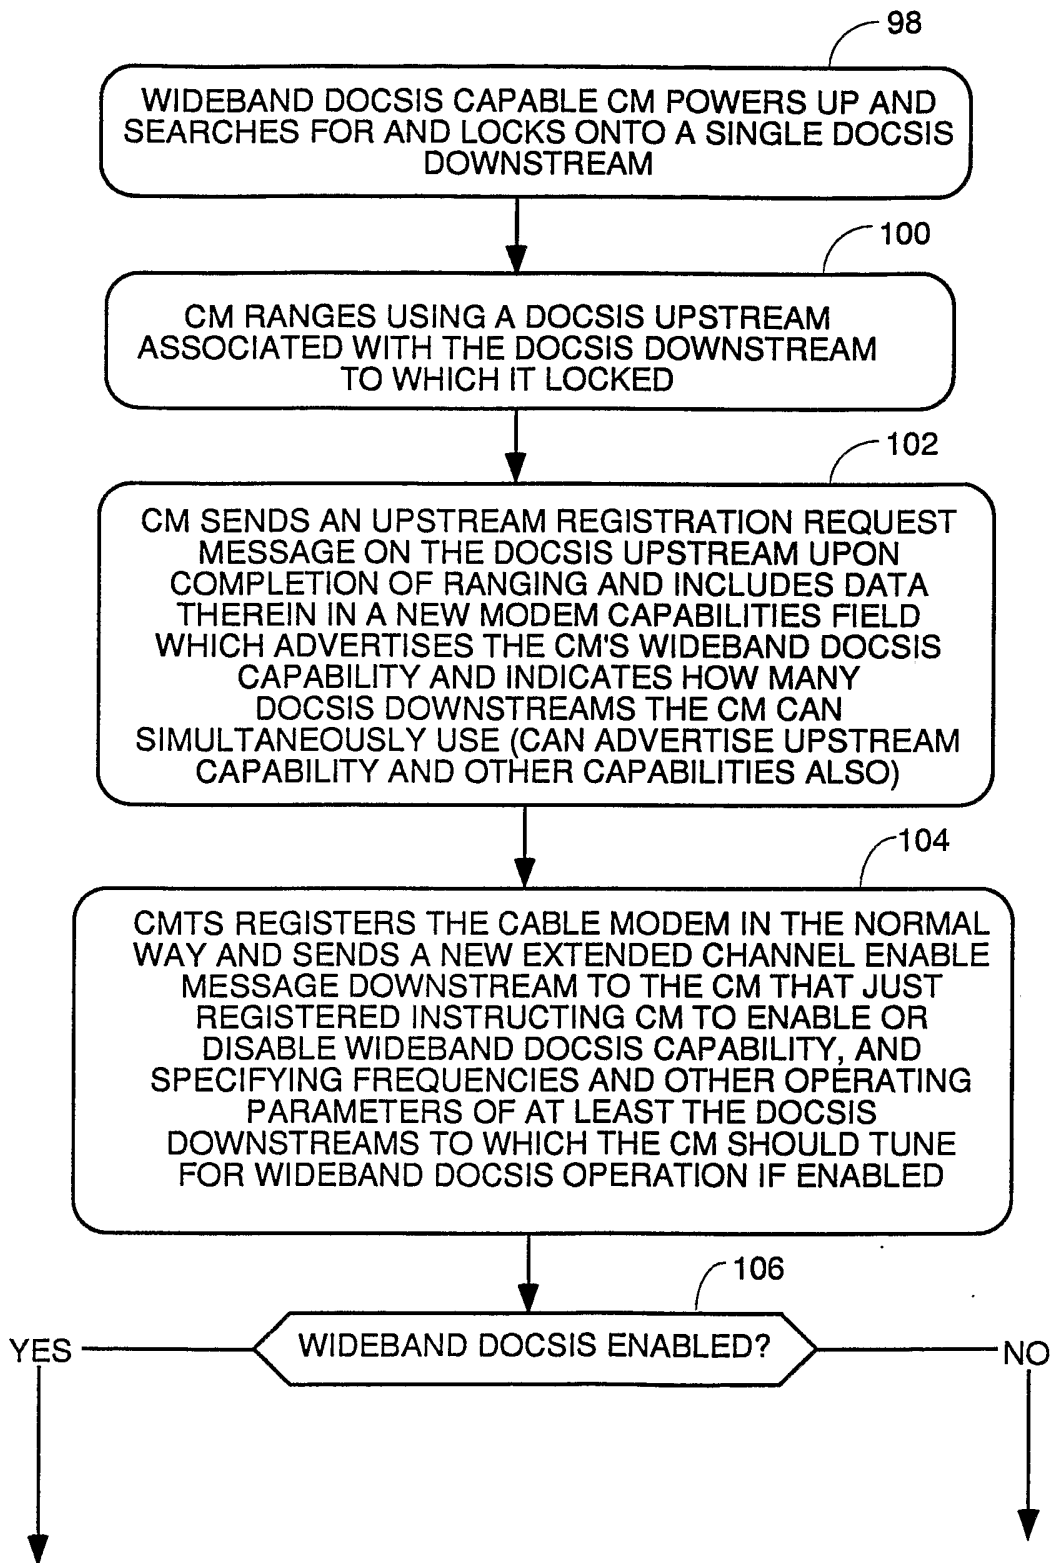 98
WIDEBAND DOCSIS CAPABLE CM POWERS UP AND
SEARCHES FOR AND LOCKS ONTO A SINGLE DOCSIS
DOWNSTREAM
100
CM RANGES USING A DOCSIS UPSTREAM
ASSOCIATED WITH THE DOCSIS DOWNSTREAM
TO WHICH IT LOCKED
102
CM SENDS AN UPSTREAM REGISTRATION REQUEST
MESSAGE ON THE DOCSIS UPSTREAM UPON
COMPLETION OF RANGING AND INCLUDES DATA
THEREIN IN A NEW MODEM CAPABILITIES FIELD
WHICH ADVERTISES THE CM'S WIDEBAND DOCSIS
CAPABILITY AND INDICATES HOW MANY
DOCSIS DOWNSTREAMS THE CM CAN
SIMULTANEOUSLY USE (CAN ADVERTISE UPSTREAM
CAPABILITY AND OTHER CAPABILITIES ALSO)
104
CMTS REGISTERS THE CABLE MODEM IN THE NORMAL
WAY AND SENDS A NEW EXTENDED CHANNEL ENABLE
MESSAGE DOWNSTREAM TO THE CM THAT JUST
REGISTERED INSTRUCTING CM TO ENABLE OR
DISABLE WIDEBAND DOCSIS CAPABILITY, AND
SPECIFYING FREQUENCIES AND OTHER OPERATING
PARAMETERS OF AT LEAST THE DOCSIS
DOWNSTREAMS TO WHICH THE CM SHOULD TUNE
FOR WIDEBAND DOCSIS OPERATION IF ENABLED
106
WIDEBAND DOCSIS ENABLED?
YES
NO